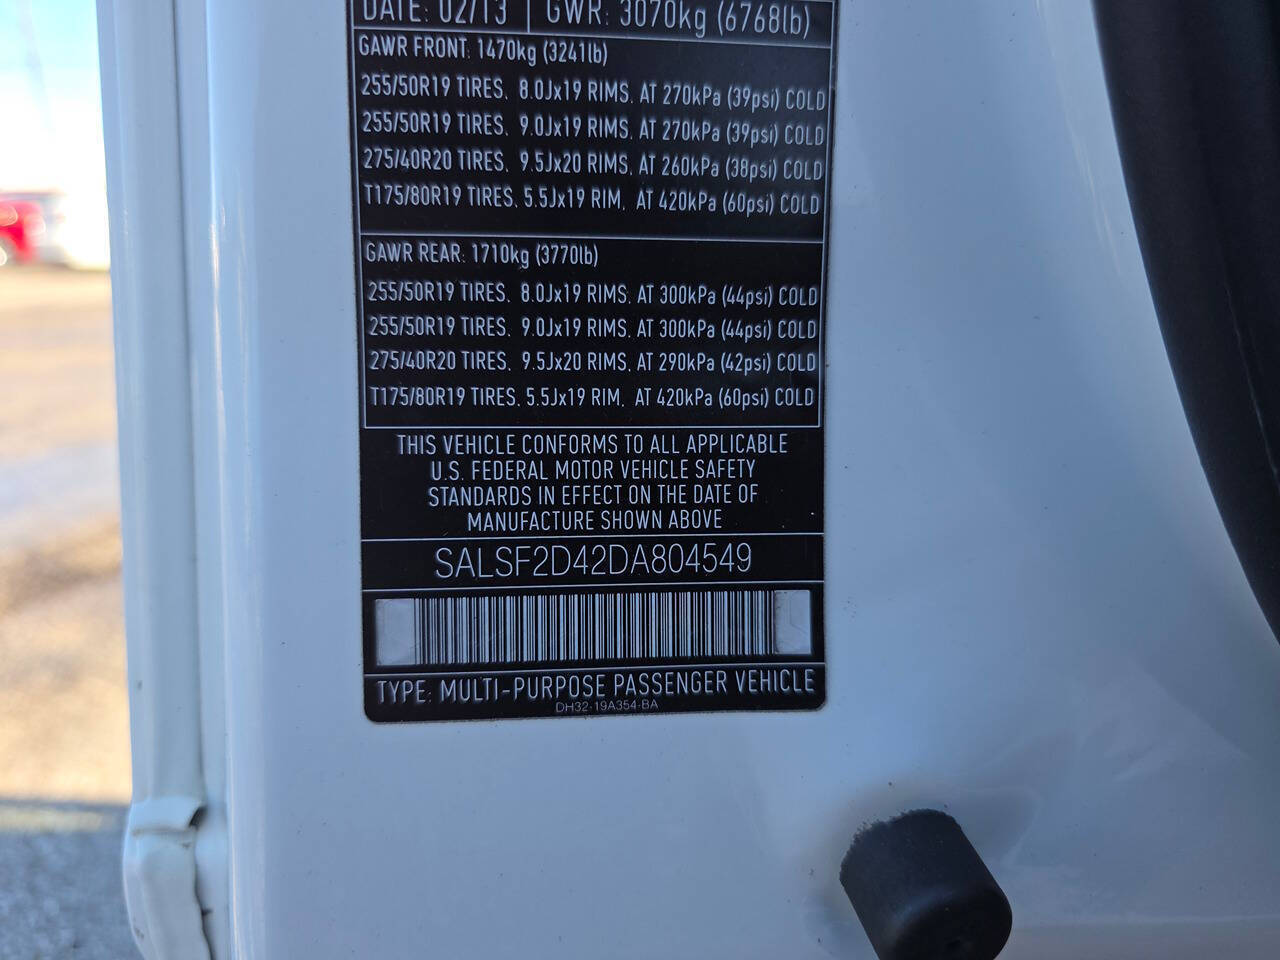 DATE: 02/13 GWR: 3070kg (6768lb)
GAWR FRONT: 1470kg (3241lb)
255/50R19 TIRES, 8.0Jx19 RIMS, AT 270kPa (39psi) COLD
255/50R19 TIRES, 9.0Jx19 RIMS, AT 270kPa (39psi) COLD
275/40R20 TIRES, 9.5Jx20 RIMS, AT 260kPa (38psi) COLD
T175/80R19 TIRES, 5.5Jx19 RIM, AT 420kPa (60psi) COLD
GAWR REAR: 1710kg (3770lb)
255/50R19 TIRES, 8.0Jx19 RIMS, AT 300kPa (44psi) COLD
255/50R19 TIRES, 9.0Jx19 RIMS, AT 300kPa (44psi) COLD
275/40R20 TIRES, 9.5Jx20 RIMS, AT 290kPa (42psi) COLD
T175/80R19 TIRES, 5.5Jx19 RIM, AT 420kPa (60psi) COLD
THIS VEHICLE CONFORMS TO ALL APPLICABLE
U.S. FEDERAL MOTOR VEHICLE SAFETY
STANDARDS IN EFFECT ON THE DATE OF
MANUFACTURE SHOWN ABOVE
SALSF2D42DA804549
TYPE: MULTI-PURPOSE PASSENGER VEHICLE
DH32-19A354-BA